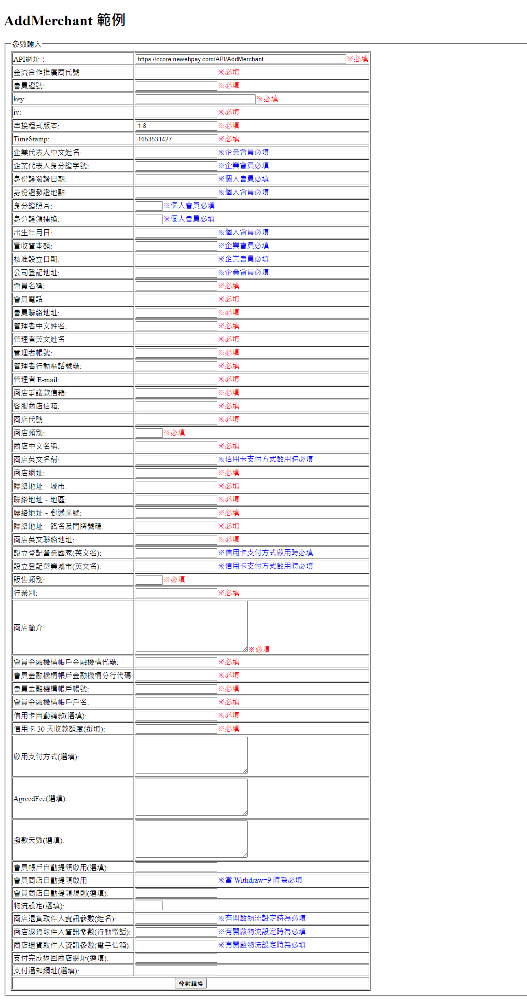 AddMerchant 範例
參數輸入
API網址： https://ccore.newebpay.com/API/AddMerchant ※必填
金流合作推廣商代號 ※必填
會員證號: ※必填
key: ※必填
iv: ※必填
串接程式版本: 1.8 ※必填
TimeStamp: 1653531427 ※必填
企業代表人中文姓名: ※企業會員必填
企業代表人身分證字號: ※企業會員必填
身份證發證日期: ※個人會員必填
身份證發證地點: ※個人會員必填
身分證照片: ※個人會員必填
身分證領補換: ※個人會員必填
出生年月日: ※個人會員必填
實收資本額: ※企業會員必填
核准設立日期: ※企業會員必填
公司登記地址: ※企業會員必填
會員名稱: ※必填
會員電話: ※必填
會員聯絡地址: ※必填
管理者中文姓名: ※必填
管理者英文姓名: ※必填
管理者帳號: ※必填
管理者行動電話號碼: ※必填
管理者 E-mail: ※必填
商店爭議款信箱: ※必填
客服商店信箱: ※必填
商店代號: ※必填
商店類別: ※必填
商店中文名稱: ※必填
商店英文名稱: ※信用卡支付方式啟用時必填
商店網址: ※必填
聯絡地址 - 城市: ※必填
聯絡地址 - 地區: ※必填
聯絡地址 - 郵遞區號: ※必填
聯絡地址 - 路名及門牌號碼: ※必填
商店英文聯絡地址: ※必填
設立登記營業國家(英文名): ※信用卡支付方式啟用時必填
設立登記營業城市(英文名): ※信用卡支付方式啟用時必填
販售類別: ※必填
行業別: ※必填
商店簡介: ※必填
會員金融機構帳戶金融機構代碼: ※必填
會員金融機構帳戶金融機構分行代碼: ※必填
會員金融機構帳戶帳號: ※必填
會員金融機構帳戶戶名: ※必填
信用卡自動請款(選填): ※必填
信用卡 30 天收款額度(選填): ※必填
啟用支付方式(選填):
AgreedFee(選填):
撥款天數(選填):
會員帳戶自動提領啟用(選填):
會員商店自動提領啟用: ※當 Withdraw=9 時為必填
會員商店自動提領規則(選填):
物流設定(選填):
商店退貨取件人資訊參數(姓名): ※有開啟物流設定時為必填
商店退貨取件人資訊參數(行動電話): ※有開啟物流設定時為必填
商店退貨取件人資訊參數(電子信箱): ※有開啟物流設定時為必填
支付完成返回商店網址(選填):
支付通知網址(選填):
參數轉換